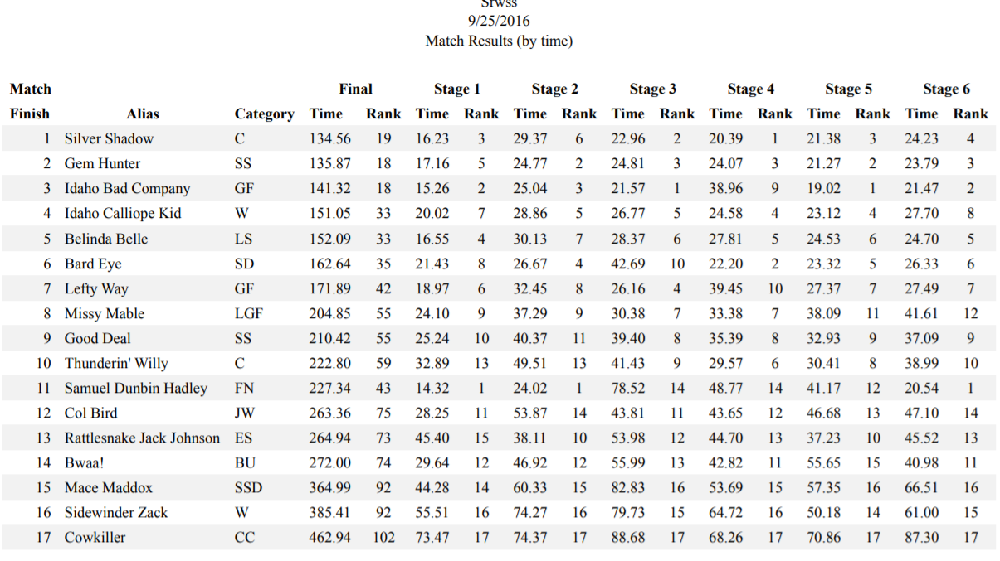 Srwss
9/25/2016
Match Results (by time)
Match Final Stage 1 Stage 2 Stage 3 Stage 4 Stage 5 Stage 6
Finish Alias Category Time Rank Time Rank Time Rank Time Rank Time Rank Time Rank Time Rank
1 Silver Shadow C 134.56 19 16.23 3 29.37 6 22.96 2 20.39 1 21.38 3 24.23 4
2 Gem Hunter SS 135.87 18 17.16 5 24.77 2 24.81 3 24.07 3 21.27 2 23.79 3
3 Idaho Bad Company GF 141.32 18 15.26 2 25.04 3 21.57 1 38.96 9 19.02 1 21.47 2
4 Idaho Calliope Kid W 151.05 33 20.02 7 28.86 5 26.77 5 24.58 4 23.12 4 27.70 8
5 Belinda Belle LS 152.09 33 16.55 4 30.13 7 28.37 6 27.81 5 24.53 6 24.70 5
6 Bard Eye SD 162.64 35 21.43 8 26.67 4 42.69 10 22.20 2 23.32 5 26.33 6
7 Lefty Way GF 171.89 42 18.97 6 32.45 8 26.16 4 39.45 10 27.37 7 27.49 7
8 Missy Mable LGF 204.85 55 24.10 9 37.29 9 30.38 7 33.38 7 38.09 11 41.61 12
9 Good Deal SS 210.42 55 25.24 10 40.37 11 39.40 8 35.39 8 32.93 9 37.09 9
10 Thunderin' Willy C 222.80 59 32.89 13 49.51 13 41.43 9 29.57 6 30.41 8 38.99 10
11 Samuel Dunbin Hadley FN 227.34 43 14.32 1 24.02 1 78.52 14 48.77 14 41.17 12 20.54 1
12 Col Bird JW 263.36 75 28.25 11 53.87 14 43.81 11 43.65 12 46.68 13 47.10 14
13 Rattlesnake Jack Johnson ES 264.94 73 45.40 15 38.11 10 53.98 12 44.70 13 37.23 10 45.52 13
14 Bwaa! BU 272.00 74 29.64 12 46.92 12 55.99 13 42.82 11 55.65 15 40.98 11
15 Mace Maddox SSD 364.99 92 44.28 14 60.33 15 82.83 16 53.69 15 57.35 16 66.51 16
16 Sidewinder Zack W 385.41 92 55.51 16 74.27 16 79.73 15 64.72 16 50.18 14 61.00 15
17 Cowkiller CC 462.94 102 73.47 17 74.37 17 88.68 17 68.26 17 70.86 17 87.30 17